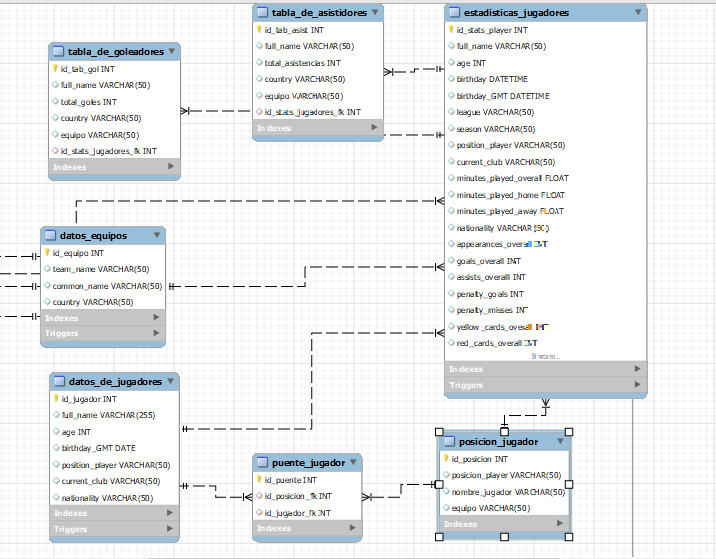 tabla_de_goleadores
id_tab_gol INT
full_name VARCHAR(50)
total_goles INT
country VARCHAR(50)
equipo VARCHAR(50)
id_stats_jugadores_fk INT
Indexes
tabla_de_asistidores
id_tab_asist INT
full_name VARCHAR(50)
total_asistencias INT
country VARCHAR(50)
equipo VARCHAR(50)
id_stats_jugadores_fk INT
Indexes
estadisticas_jugadores
id_stats_player INT
full_name VARCHAR(50)
age INT
birthday DATETIME
birthday_GMT DATETIME
league VARCHAR(50)
season VARCHAR(50)
position_player VARCHAR(50)
current_club VARCHAR(50)
minutes_played_overall FLOAT
minutes_played_home FLOAT
minutes_played_away FLOAT
nationality VARCHAR(50)
appearances_overall INT
goals_overall INT
assists_overall INT
penalty_goals INT
penalty_misses INT
yellow_cards_overall INT
red_cards_overall INT
Indexes
Triggers
datos_equipos
id_equipo INT
team_name VARCHAR(50)
common_name VARCHAR(50)
country VARCHAR(50)
Indexes
Triggers
datos_de_jugadores
id_jugador INT
full_name VARCHAR(255)
age INT
birthday_GMT DATE
position_player VARCHAR(50)
current_club VARCHAR(50)
nationality VARCHAR(50)
Indexes
Triggers
puente_jugador
id_puente INT
id_posicion_fk INT
id_jugador_fk INT
Indexes
posicion_jugador
id_posicion INT
posicion_player VARCHAR(50)
nombre_jugador VARCHAR(50)
equipo VARCHAR(50)
Indexes